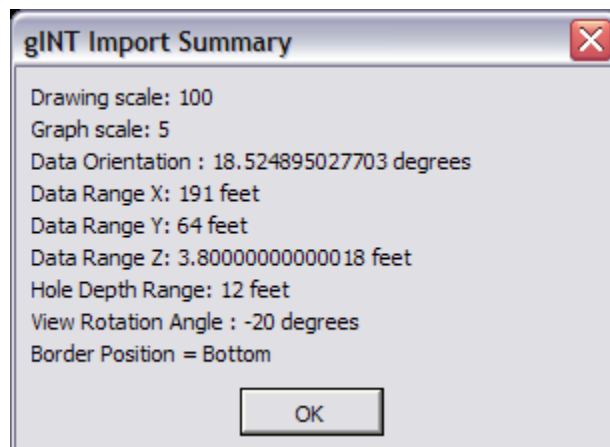 gINT Import Summary
Drawing scale: 100
Graph scale: 5
Data Orientation : 18.524895027703 degrees
Data Range X: 191 feet
Data Range Y: 64 feet
Data Range Z: 3.80000000000018 feet
Hole Depth Range: 12 feet
View Rotation Angle : -20 degrees
Border Position = Bottom
OK